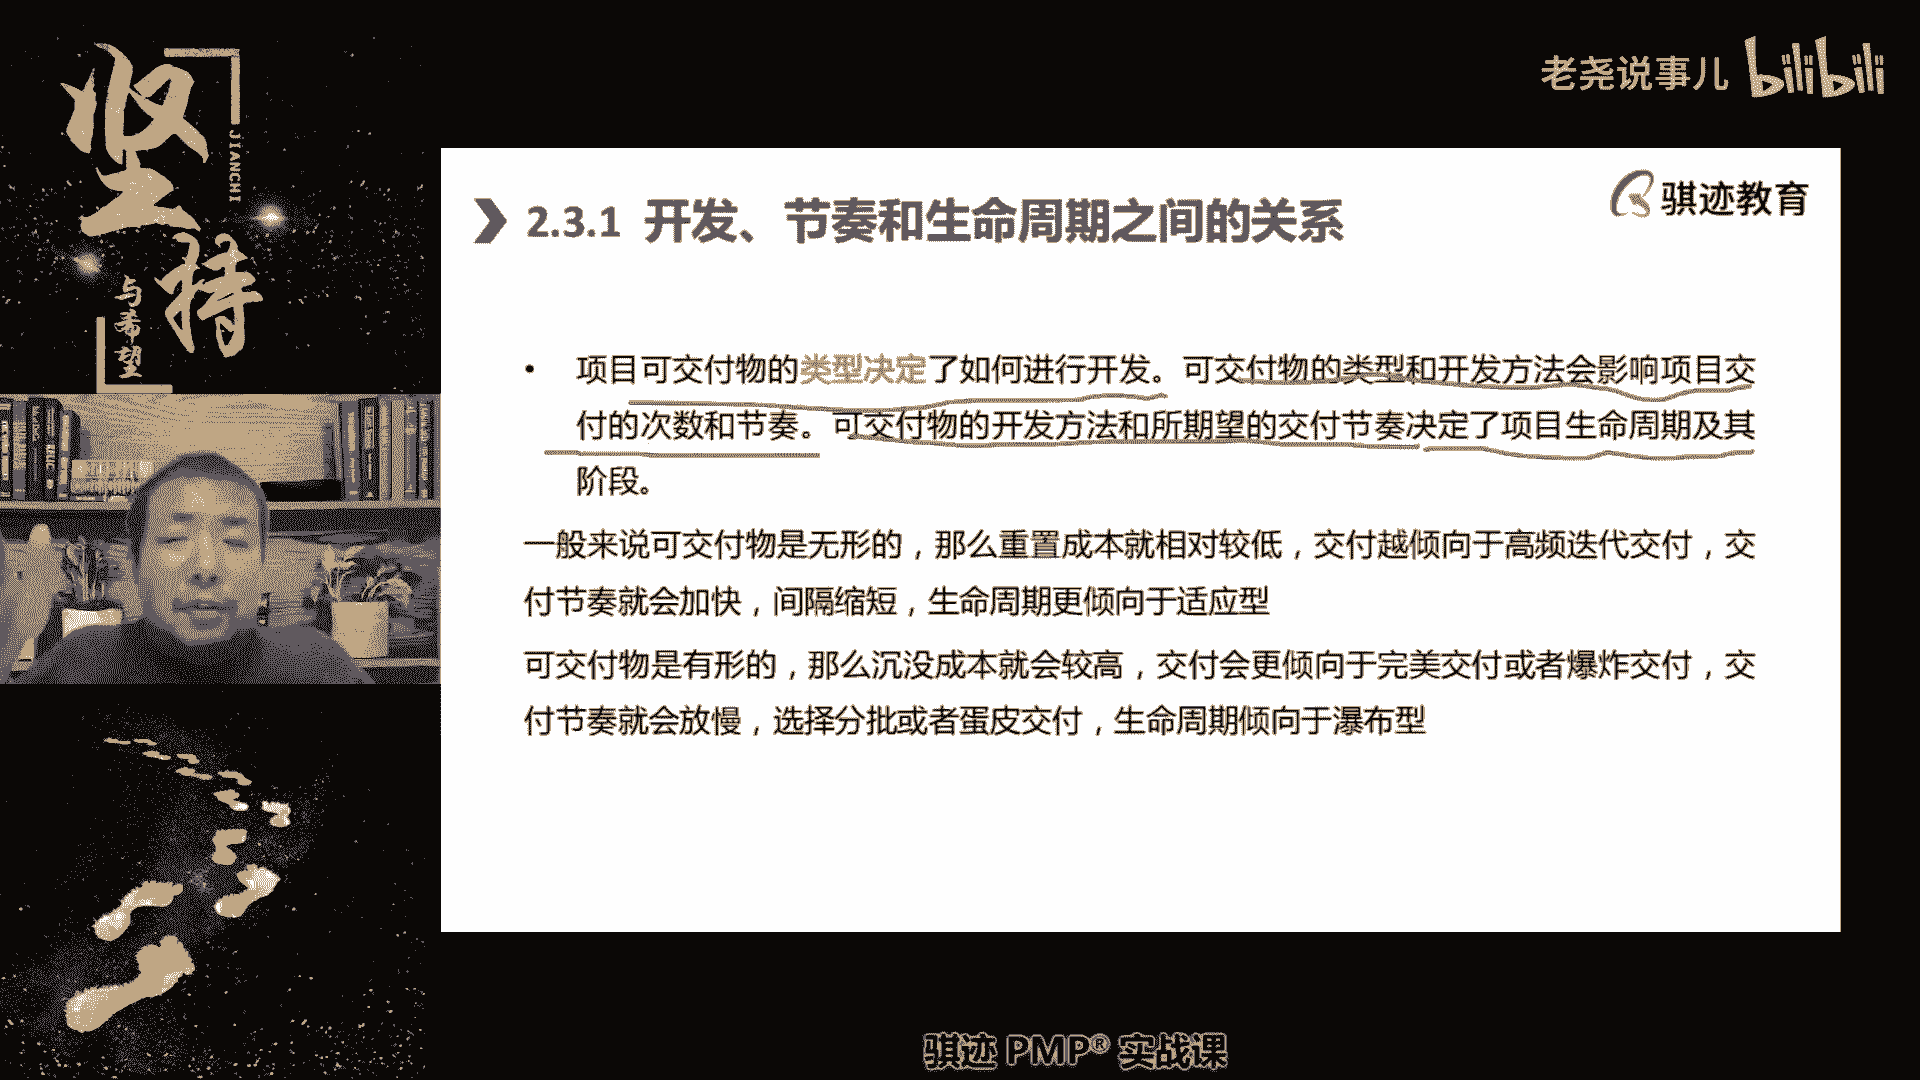 坚持
JIANCHI
与希望
老尧说事儿 bilibili
骐迹教育
2.3.1 开发、节奏和生命周期之间的关系
• 项目可交付物的类型决定了如何进行开发。可交付物的类型和开发方法会影响项目交
付的次数和节奏。可交付物的开发方法和所期望的交付节奏决定了项目生命周期及其
阶段。
一般来说可交付物是无形的，那么重置成本就相对较低，交付越倾向于高频迭代交付，交
付节奏就会加快，间隔缩短，生命周期更倾向于适应型
可交付物是有形的，那么沉没成本就会较高，交付会更倾向于完美交付或者爆炸交付，交
付节奏就会放慢，选择分批或者蛋皮交付，生命周期倾向于瀑布型
骐迹 PMP® 实战课